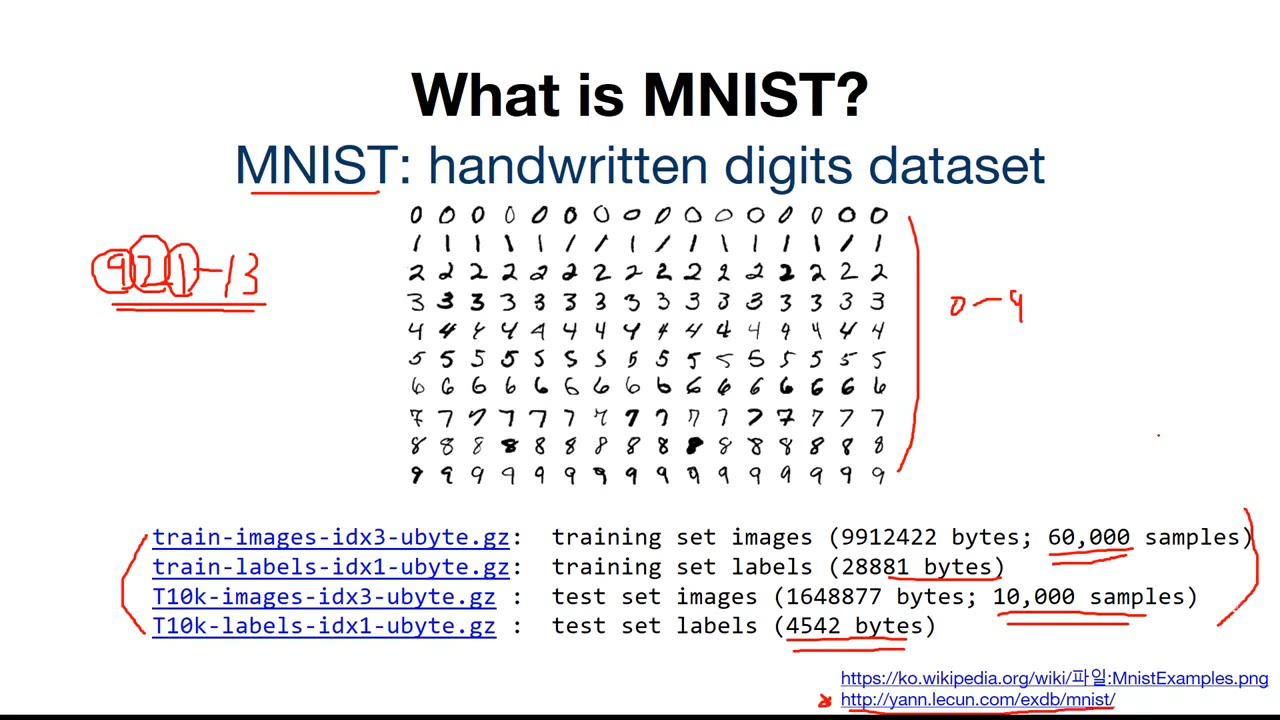 What is MNIST?
MNIST: handwritten digits dataset
0 0 0 0 0 0 0 0 0 0 0 0 0 0 0 0
1 1 1 1 1 1 1 1 1 1 1 1 1 1 1 1
2 2 2 2 2 2 2 2 2 2 2 2 2 2 2 2
921-13
3 3 3 3 3 3 3 3 3 3 3 3 3 3 3 3
0-9
4 4 4 4 4 4 4 4 4 4 4 4 4 4 4 4
5 5 5 5 5 5 5 5 5 5 5 5 5 5 5 5
6 6 6 6 6 6 6 6 6 6 6 6 6 6 6 6
7 7 7 7 7 7 7 7 7 7 7 7 7 7 7 7
8 8 8 8 8 8 8 8 8 8 8 8 8 8 8 8
9 9 9 9 9 9 9 9 9 9 9 9 9 9 9 9
train-images-idx3-ubyte.gz: training set images (9912422 bytes; 60,000 samples)
train-labels-idx1-ubyte.gz: training set labels (28881 bytes)
T10k-images-idx3-ubyte.gz : test set images (1648877 bytes; 10,000 samples)
T10k-labels-idx1-ubyte.gz : test set labels (4542 bytes)
https://ko.wikipedia.org/wiki/파일:MnistExamples.png
http://yann.lecun.com/exdb/mnist/